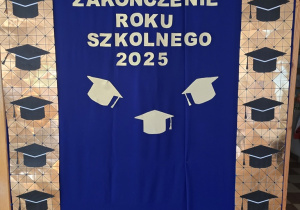 ZAKOŃCZENIE
ROKU
SZKOLNEGO
2025